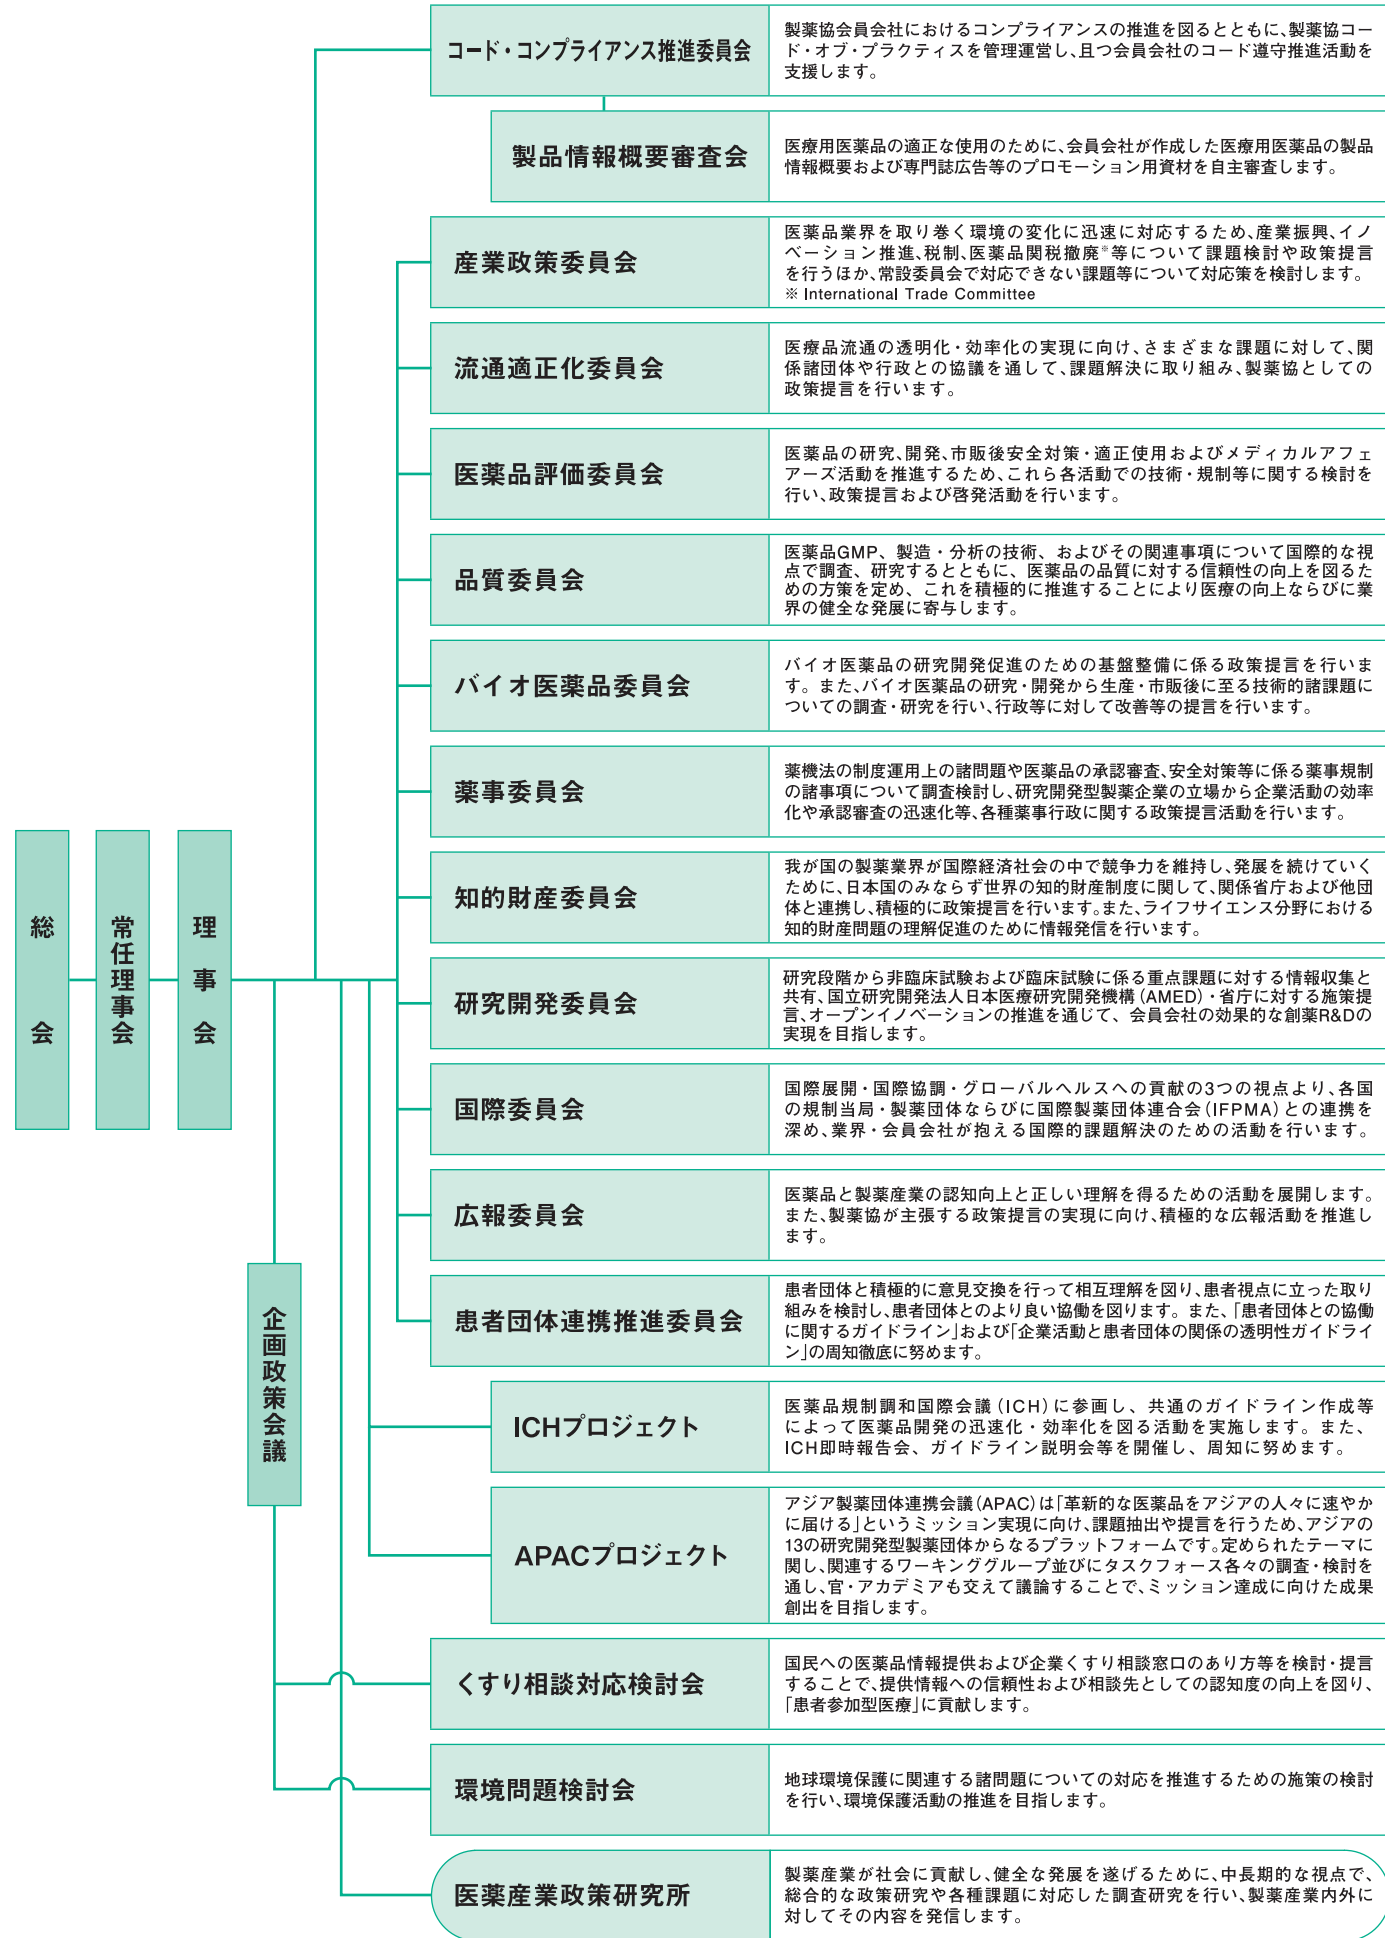 総会
常任理事会
理事会
企画政策会議
コード・コンプライアンス推進委員会
製薬協会員会社におけるコンプライアンスの推進を図るとともに、製薬協コー
ド・オブ・プラクティスを管理運営し、且つ会員会社のコード遵守推進活動を
支援します。
製品情報概要審査会
医療用医薬品の適正な使用のために、会員会社が作成した医療用医薬品の製品
情報概要および専門誌広告等のプロモーション用資材を自主審査します。
産業政策委員会
医薬品業界を取り巻く環境の変化に迅速に対応するため、産業振興、イノ
ベーション推進、税制、医薬品関税撤廃※等について課題検討や政策提言
を行うほか、常設委員会で対応できない課題等について対応策を検討します。
※ International Trade Committee
流通適正化委員会
医療品流通の透明化・効率化の実現に向け、さまざまな課題に対して、関
係諸団体や行政との協議を通して、課題解決に取り組み、製薬協としての
政策提言を行います。
医薬品評価委員会
医薬品の研究、開発、市販後安全対策・適正使用およびメディカルアフェ
アーズ活動を推進するため、これら各活動での技術・規制等に関する検討を
行い、政策提言および啓発活動を行います。
品質委員会
医薬品GMP、製造・分析の技術、およびその関連事項について国際的な視
点で調査、研究するとともに、医薬品の品質に対する信頼性の向上を図るた
めの方策を定め、これを積極的に推進することにより医療の向上ならびに業
界の健全な発展に寄与します。
バイオ医薬品委員会
バイオ医薬品の研究開発促進のための基盤整備に係る政策提言を行いま
す。また、バイオ医薬品の研究・開発から生産・市販後に至る技術的諸課題に
ついての調査・研究を行い、行政等に対して改善等の提言を行います。
薬事委員会
薬機法の制度運用上の諸問題や医薬品の承認審査、安全対策等に係る薬事規制
の諸事項について調査検討し、研究開発型製薬企業の立場から企業活動の効率
化や承認審査の迅速化等、各種薬事行政に関する政策提言活動を行います。
知的財産委員会
我が国の製薬業界が国際経済社会の中で競争力を維持し、発展を続けていく
ために、日本国のみならず世界の知的財産制度に関して、関係省庁および他団
体と連携し、積極的に政策提言を行います。また、ライフサイエンス分野における
知的財産問題の理解促進のために情報発信を行います。
研究開発委員会
研究段階から非臨床試験および臨床試験に係る重点課題に対する情報収集と
共有、国立研究開発法人日本医療研究開発機構(AMED)・省庁に対する施策提
言、オープンイノベーションの推進を通じて、会員会社の効果的な創薬R&Dの
実現を目指します。
国際委員会
国際展開・国際協調・グローバルヘルスへの貢献の3つの視点より、各国
の規制当局・製薬団体ならびに国際製薬団体連合会(IFPMA)との連携を
深め、業界・会員会社が抱える国際的課題解決のための活動を行います。
広報委員会
医薬品と製薬産業の認知向上と正しい理解を得るための活動を展開します。
また、製薬協が主張する政策提言の実現に向け、積極的な広報活動を推進し
ます。
患者団体連携推進委員会
患者団体と積極的に意見交換を行って相互理解を図り、患者視点に立った取り
組みを検討し、患者団体とのより良い協働を図ります。また、「患者団体との協働
に関するガイドライン」および「企業活動と患者団体の関係の透明性ガイドライ
ン」の周知徹底に努めます。
ICHプロジェクト
医薬品規制調和国際会議(ICH)に参画し、共通のガイドライン作成等
によって医薬品開発の迅速化・効率化を図る活動を実施します。また、
ICH即時報告会、ガイドライン説明会等を開催し、周知に努めます。
APACプロジェクト
アジア製薬団体連携会議(APAC)は「革新的な医薬品をアジアの人々に速やか
に届ける」というミッション実現に向け、課題抽出や提言を行うため、アジアの
13の研究開発型製薬団体からなるプラットフォームです。定められたテーマに
関し、関連するワーキンググループ並びにタスクフォース各々の調査・検討を
通し、官・アカデミアも交えて議論することで、ミッション達成に向けた成果
創出を目指します。
くすり相談対応検討会
国民への医薬品情報提供および企業くすり相談窓口のあり方等を検討・提言
することで、提供情報への信頼性および相談先としての認知度の向上を図り、
「患者参加型医療」に貢献します。
環境問題検討会
地球環境保護に関連する諸問題についての対応を推進するための施策の検討
を行い、環境保護活動の推進を目指します。
医薬産業政策研究所
製薬産業が社会に貢献し、健全な発展を遂げるために、中長期的な視点で、
総合的な政策研究や各種課題に対応した調査研究を行い、製薬産業内外に
対してその内容を発信します。